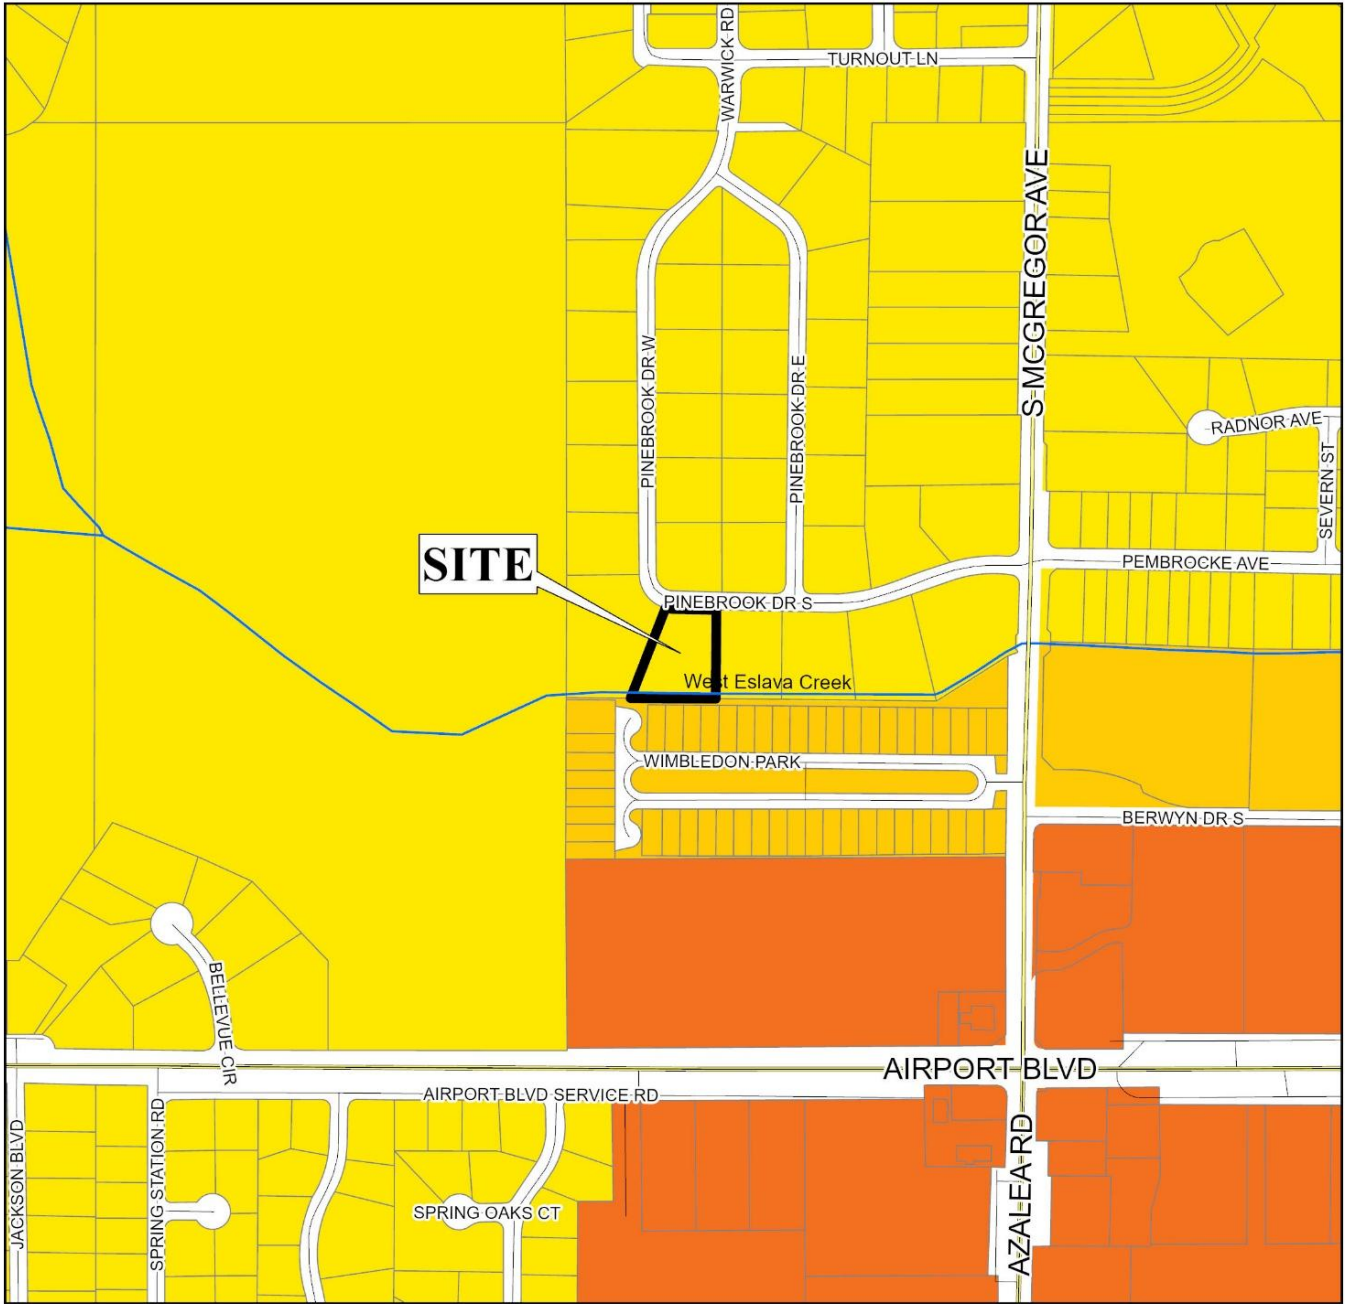 WARWICK RD
TURNOUT LN
S MCGREGOR AVE
PINEBROOK DR W
PINEBROOK DR E
RADNOR AVE
SEVERN ST
SITE
PEMBROCKE AVE
PINEBROOK DR S
West Eslava Creek
WIMBLEDON PARK
BERWYN DR S
BELLEVUE CIR
AIRPORT BLVD
AIRPORT BLVD SERVICE RD
JACKSON BLVD
SPRING STATION RD
SPRING OAKS CT
AZALEA RD